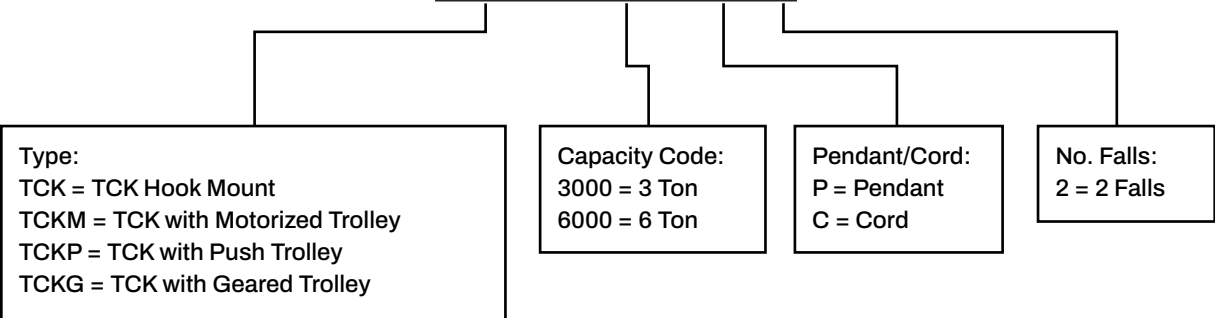 Type:
TCK = TCK Hook Mount
TCKM = TCK with Motorized Trolley
TCKP = TCK with Push Trolley
TCKG = TCK with Geared Trolley
Capacity Code:
3000 = 3 Ton
6000 = 6 Ton
Pendant/Cord:
P = Pendant
C = Cord
No. Falls:
2 = 2 Falls